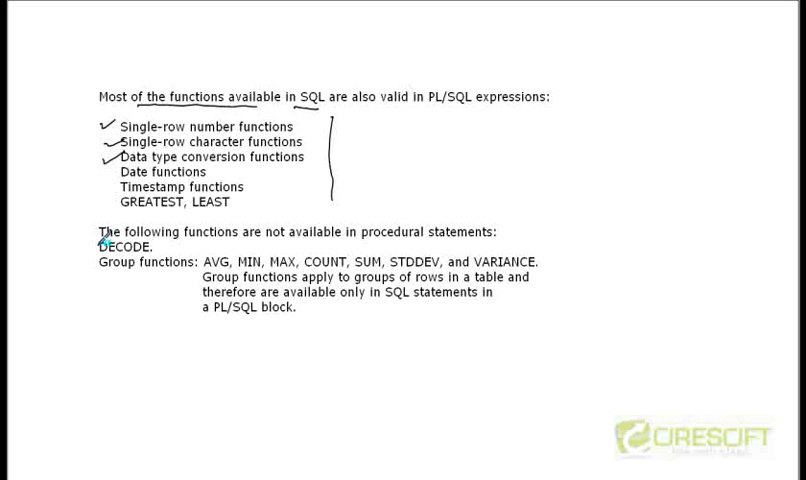 Most of the functions available in SQL are also valid in PL/SQL expressions:
Single-row number functions
Single-row character functions
Data type conversion functions
Date functions
Timestamp functions
GREATEST, LEAST
The following functions are not available in procedural statements:
DECODE.
Group functions: AVG, MIN, MAX, COUNT, SUM, STDDEV, and VARIANCE.
Group functions apply to groups of rows in a table and
therefore are available only in SQL statements in
a PL/SQL block.